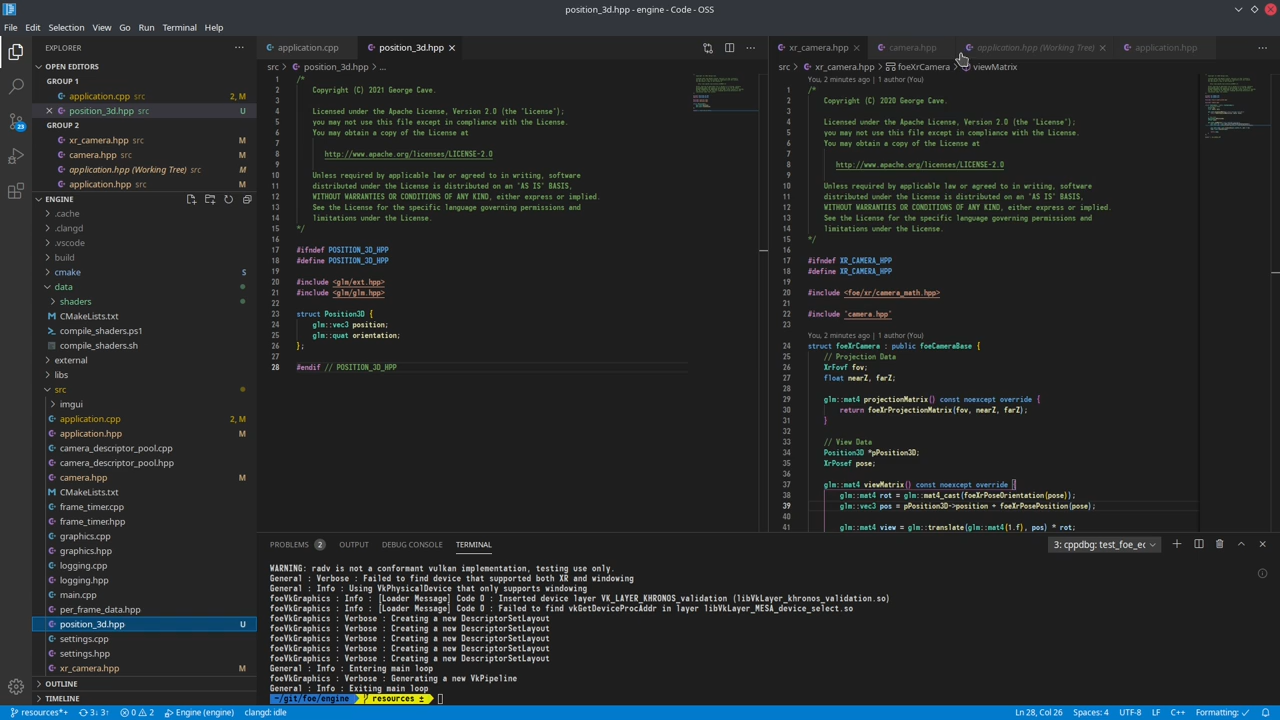 position_3d.hpp - engine - Code - OSS
File Edit Selection View Go Run Terminal Help
EXPLORER
OPEN EDITORS
GROUP 1
application.cpp src 2, M
position_3d.hpp src U
GROUP 2
xr_camera.hpp src M
camera.hpp src M
application.hpp (Working Tree) M
application.hpp src M
ENGINE
.cache
.clangd
.vscode
build
cmake S
data
shaders
CMakeLists.txt
compile_shaders.ps1
compile_shaders.sh
external
libs
src
imgui
application.cpp 2, M
application.hpp M
camera_descriptor_pool.cpp
camera_descriptor_pool.hpp
camera.hpp M
CMakeLists.txt
frame_timer.cpp
frame_timer.hpp
graphics.cpp
graphics.hpp
logging.cpp
logging.hpp
main.cpp
per_frame_data.hpp
position_3d.hpp U
settings.cpp
settings.hpp
xr_camera.hpp M
OUTLINE
TIMELINE
23
application.cpp position_3d.hpp
src > position_3d.hpp > ...
1 /*
2 Copyright (C) 2021 George Cave.
3
4 Licensed under the Apache License, Version 2.0 (the "License");
5 you may not use this file except in compliance with the License.
6 You may obtain a copy of the License at
7
8 http://www.apache.org/licenses/LICENSE-2.0
9
10 Unless required by applicable law or agreed to in writing, software
11 distributed under the License is distributed on an "AS IS" BASIS,
12 WITHOUT WARRANTIES OR CONDITIONS OF ANY KIND, either express or implied.
13 See the License for the specific language governing permissions and
14 limitations under the License.
15 */
16
17 #ifndef POSITION_3D_HPP
18 #define POSITION_3D_HPP
19
20 #include <glm/ext.hpp>
21 #include <glm/glm.hpp>
22
23 struct Position3D {
24 glm::vec3 position;
25 glm::quat orientation;
26 };
27
28 #endif // POSITION_3D_HPP
xr_camera.hpp camera.hpp application.hpp (Working Tree) application.hpp
src > xr_camera.hpp > foeXrCamera > viewMatrix
You, 2 minutes ago | 1 author (You)
1 /*
2 Copyright (C) 2020 George Cave.
3
4 Licensed under the Apache License, Version 2.0 (the "License");
5 you may not use this file except in compliance with the License.
6 You may obtain a copy of the License at
7
8 http://www.apache.org/licenses/LICENSE-2.0
9
10 Unless required by applicable law or agreed to in writing, software
11 distributed under the License is distributed on an "AS IS" BASIS,
12 WITHOUT WARRANTIES OR CONDITIONS OF ANY KIND, either express or implied.
13 See the License for the specific language governing permissions and
14 limitations under the License.
15 */
16
17 #ifndef XR_CAMERA_HPP
18 #define XR_CAMERA_HPP
19
20 #include <foe/xr/camera_math.hpp>
21
22 #include "camera.hpp"
23
You, 2 minutes ago | 1 author (You)
24 struct foeXrCamera : public foeCameraBase {
25 // Projection Data
26 XrFovf fov;
27 float nearZ, farZ;
28
29 glm::mat4 projectionMatrix() const noexcept override {
30 return foeXrProjectionMatrix(fov, nearZ, farZ);
31 }
32
33 // View Data
34 Position3D *pPosition3D;
35 XrPosef pose;
36
37 glm::mat4 viewMatrix() const noexcept override {
38 glm::mat4 rot = glm::mat4_cast(foeXrPoseOrientation(pose));
39 glm::vec3 pos = pPosition3D->position + foeXrPosePosition(pose);
40
41 glm::mat4 view = glm::translate(glm::mat4(1.f), pos) * rot;
PROBLEMS 2 OUTPUT DEBUG CONSOLE TERMINAL 3: cppdbg: test_foe_ec
WARNING: radv is not a conformant vulkan implementation, testing use only.
General : Verbose : Failed to find device that supported both XR and windowing
General : Info : Using VkPhysicalDevice that only supports windowing
foeVkGraphics : Info : [Loader Message] Code 0 : Inserted device layer VK_LAYER_KHRONOS_validation (libVkLayer_khronos_validation.so)
foeVkGraphics : Info : [Loader Message] Code 0 : Failed to find vkGetDeviceProcAddr in layer libVkLayer_MESA_device_select.so
foeVkGraphics : Verbose : Creating a new DescriptorSetLayout
foeVkGraphics : Verbose : Creating a new DescriptorSetLayout
foeVkGraphics : Verbose : Creating a new DescriptorSetLayout
foeVkGraphics : Verbose : Creating a new DescriptorSetLayout
foeVkGraphics : Verbose : Creating a new DescriptorSetLayout
General : Info : Entering main loop
foeVkGraphics : Verbose : Generating a new VkPipeline
General : Info : Exiting main loop
~/git/foe/engine resources ±
resources*+ 3↓ 3↑ 0 2 Engine (engine) clangd: idle Ln 28, Col 26 Spaces: 4 UTF-8 LF C++ Formatting: ✓